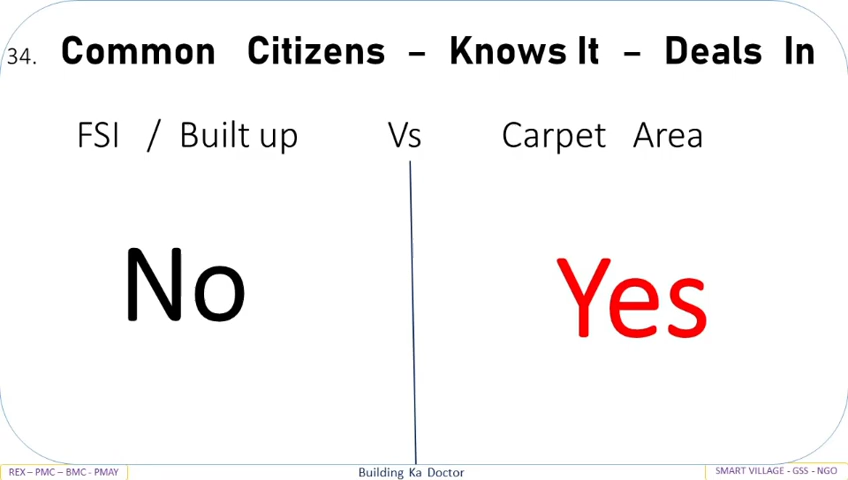 34. Common Citizens – Knows It – Deals In
FSI / Built up Vs Carpet Area
No Yes
REX – PMC – BMC - PMAY Building Ka Doctor SMART VILLAGE - GSS - NGO